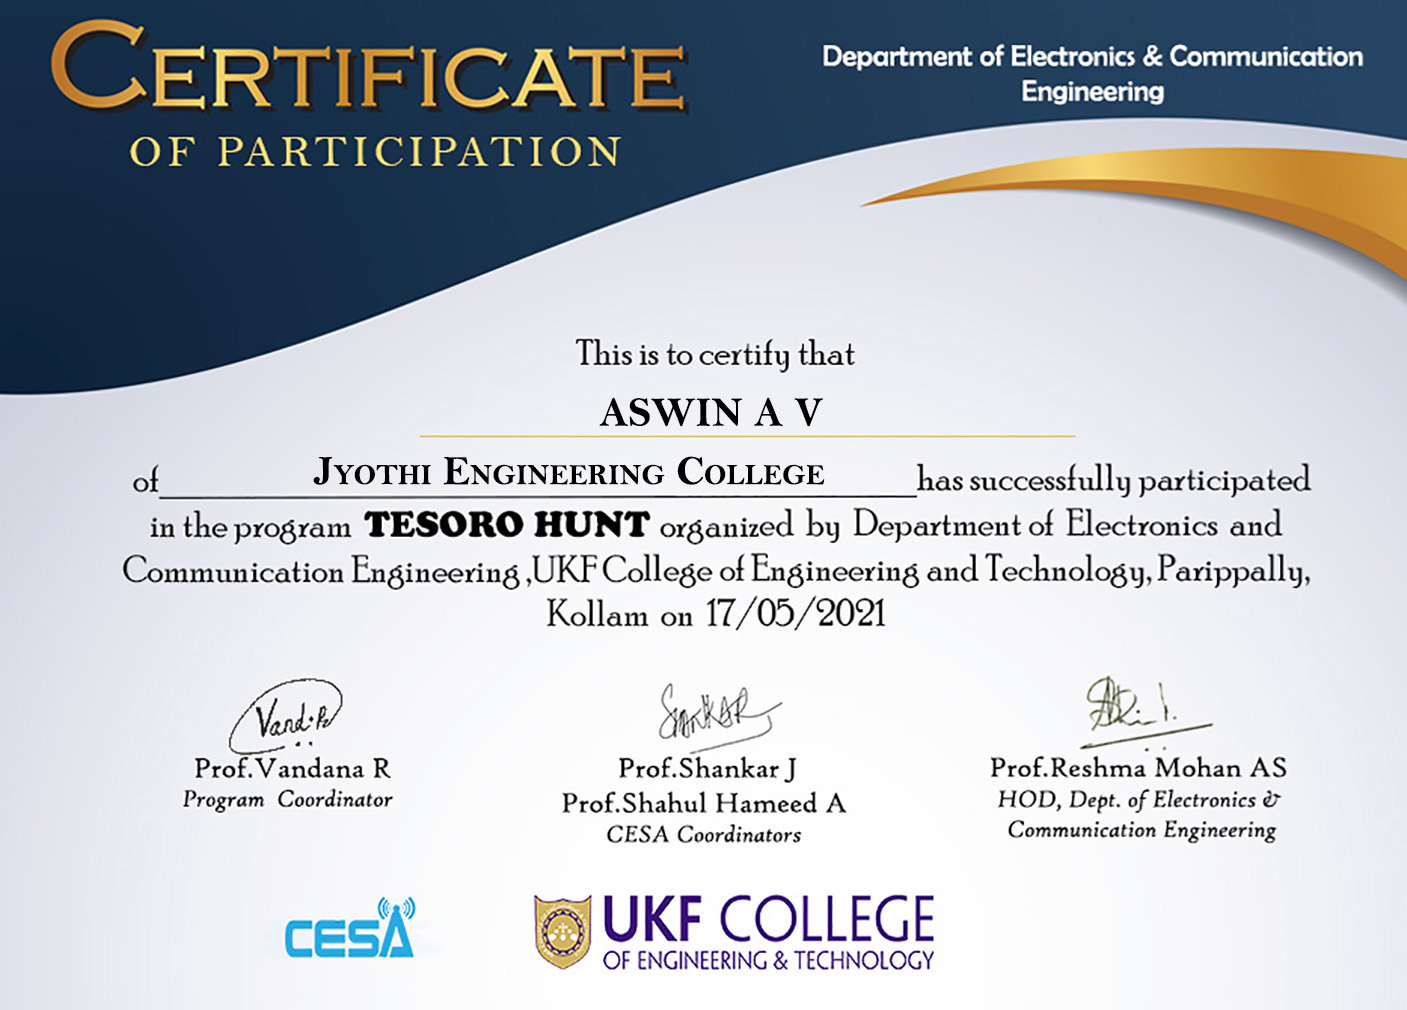 CERTIFICATE
OF PARTICIPATION
Department of Electronics & Communication
Engineering
This is to certify that
ASWIN A V
of JYOTHI ENGINEERING COLLEGE has successfully participated
in the program TESORO HUNT organized by Department of Electronics and
Communication Engineering ,UKF College of Engineering and Technology, Parippally,
Kollam on 17/05/2021
SHANKAR
Prof.Vandana R
Program Coordinator
Prof.Shankar J
Prof.Shahul Hameed A
CESA Coordinators
Prof.Reshma Mohan AS
HOD, Dept. of Electronics &
Communication Engineering
CESA
UKF COLLEGE
OF ENGINEERING & TECHNOLOGY